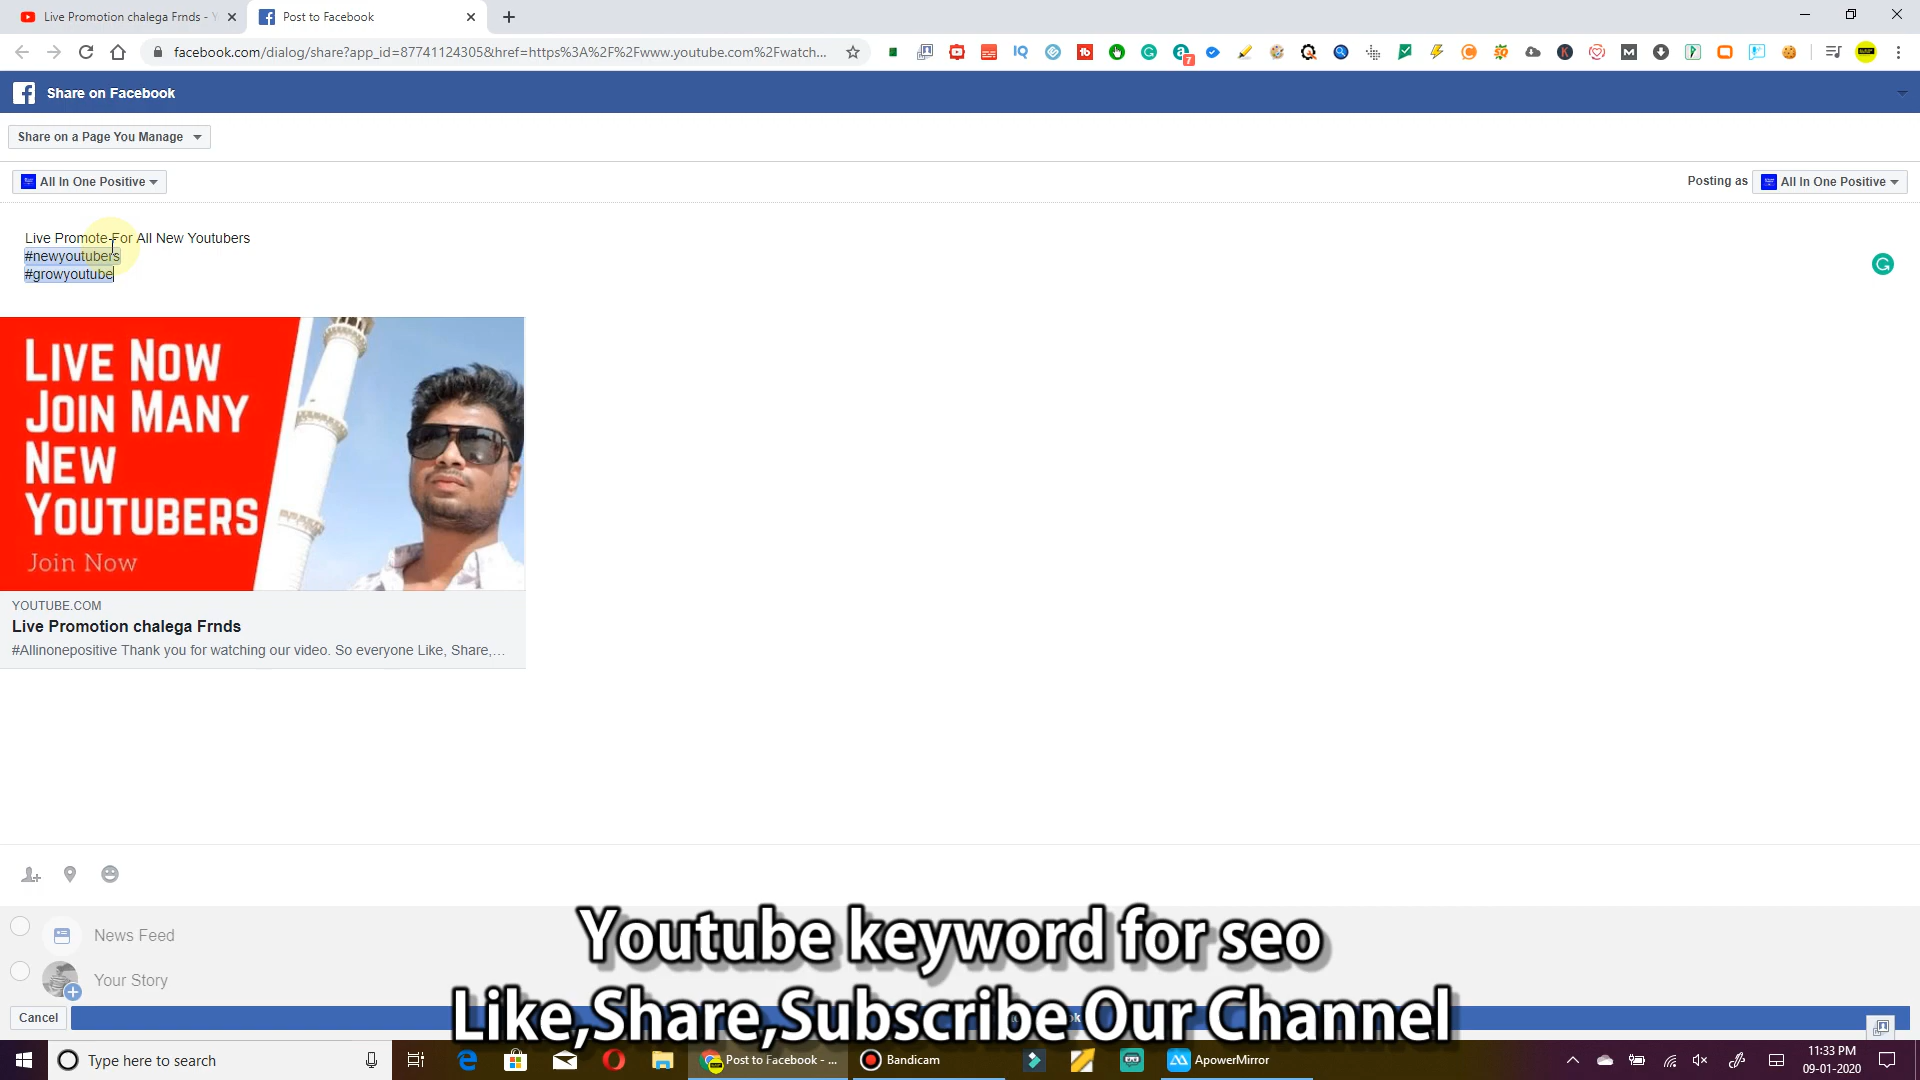 Live Promotion chalega Frnds - Y
Post to Facebook
facebook.com/dialog/share?app_id=87741124305&href=https%3A%2F%2Fwww.youtube.com%2Fwatch...
Share on Facebook
Share on a Page You Manage
All In One Positive
Posting as
All In One Positive
Live Promote-For All New Youtubers
#newyoutubers
#growyoutube
LIVE NOW
JOIN MANY
NEW
YOUTUBERS
Join Now
YOUTUBE.COM
Live Promotion chalega Frnds
#Allinonepositive Thank you for watching our video. So everyone Like, Share,...
News Feed
Your Story
Youtube keyword for seo
Like,Share,Subscribe Our Channel
Cancel
Type here to search
Post to Facebook - ...
Bandicam
ApowerMirror
11:33 PM
09-01-2020